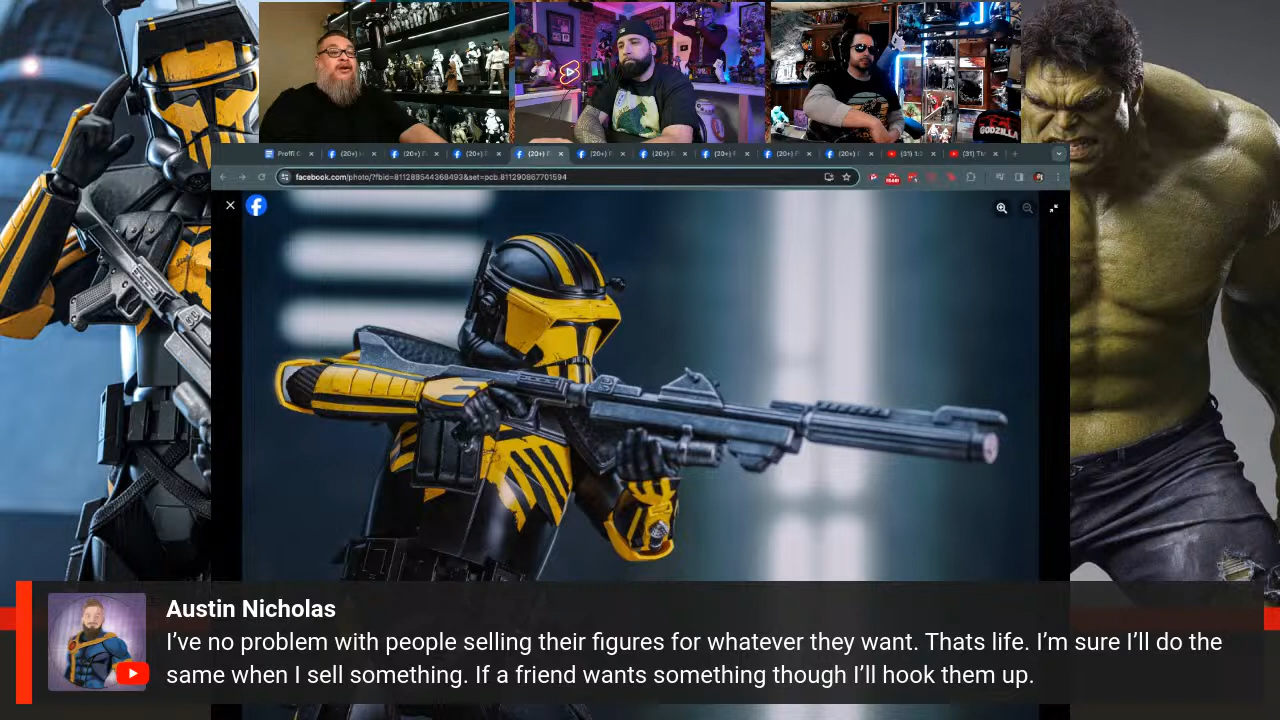 GODZILLA
facebook.com/photo/?fbid=811288544368493&set=pcb.811290867701594
Austin Nicholas
I’ve no problem with people selling their figures for whatever they want. Thats life. I’m sure I’ll do the
same when I sell something. If a friend wants something though I’ll hook them up.